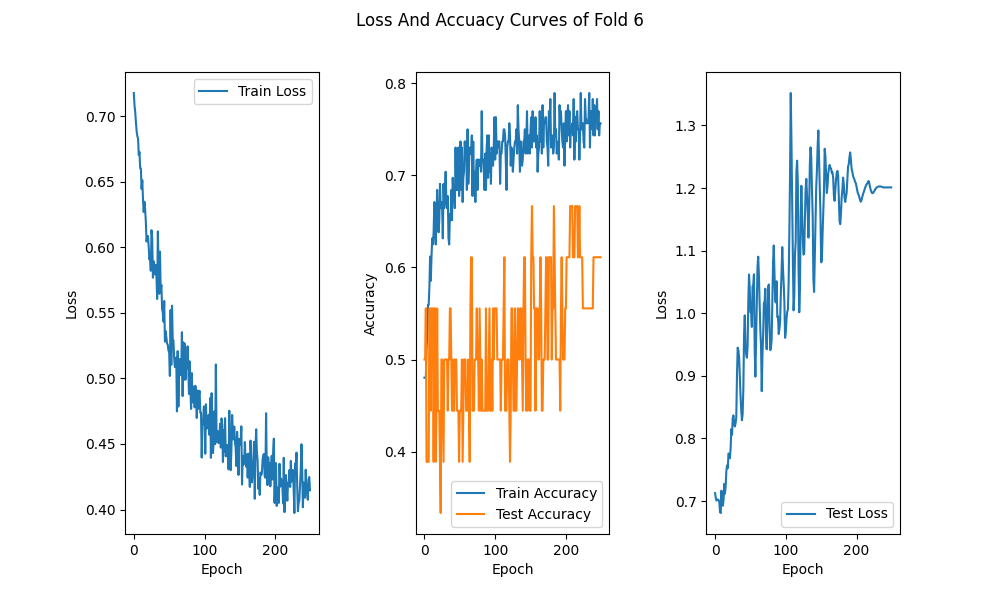 Loss And Accuacy Curves of Fold 6
Train Loss
0.70
0.65
0.60
0.55
0.50
0.45
0.40
Loss
0
100
200
Epoch
0.8
0.7
0.6
0.5
0.4
Accuracy
Train Accuracy
Test Accuracy
0
100
200
Epoch
1.3
1.2
1.1
1.0
0.9
0.8
0.7
Loss
Test Loss
0
100
200
Epoch